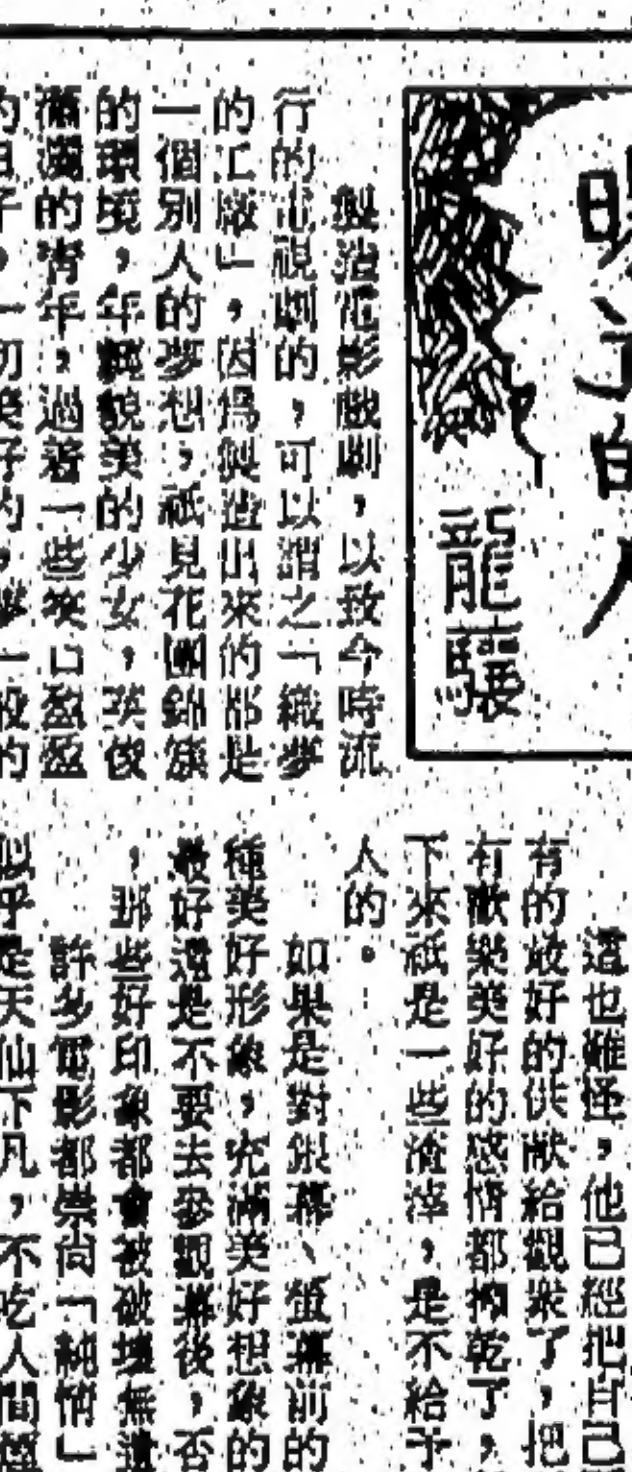 龍驤
製造電影戲劇，以致今時流
行的電視劇的，可以謂之「織夢
的工廠」，因爲製造出來的都是
一個別人的夢想，祇見花團錦簇
的環境，年輕貌美的少女，英俊
瀟灑的青年，過着一些笑口盈盈
的日子，一切美好的，夢一般的
這也難怪，他已經把自己
有的最好的供獻給觀衆了，把
有歡樂美好的感情都抅乾了，
下來祇是一些渣滓，是不給予
人的。
如果是對銀幕、螢幕前的
種美好形象，充滿美好想象的
最好還是不要去參觀幕後，否
，那些好印象都會被破壞無遺
許多電影都崇尚「純情」
似乎是天仙下凡，不吃人間